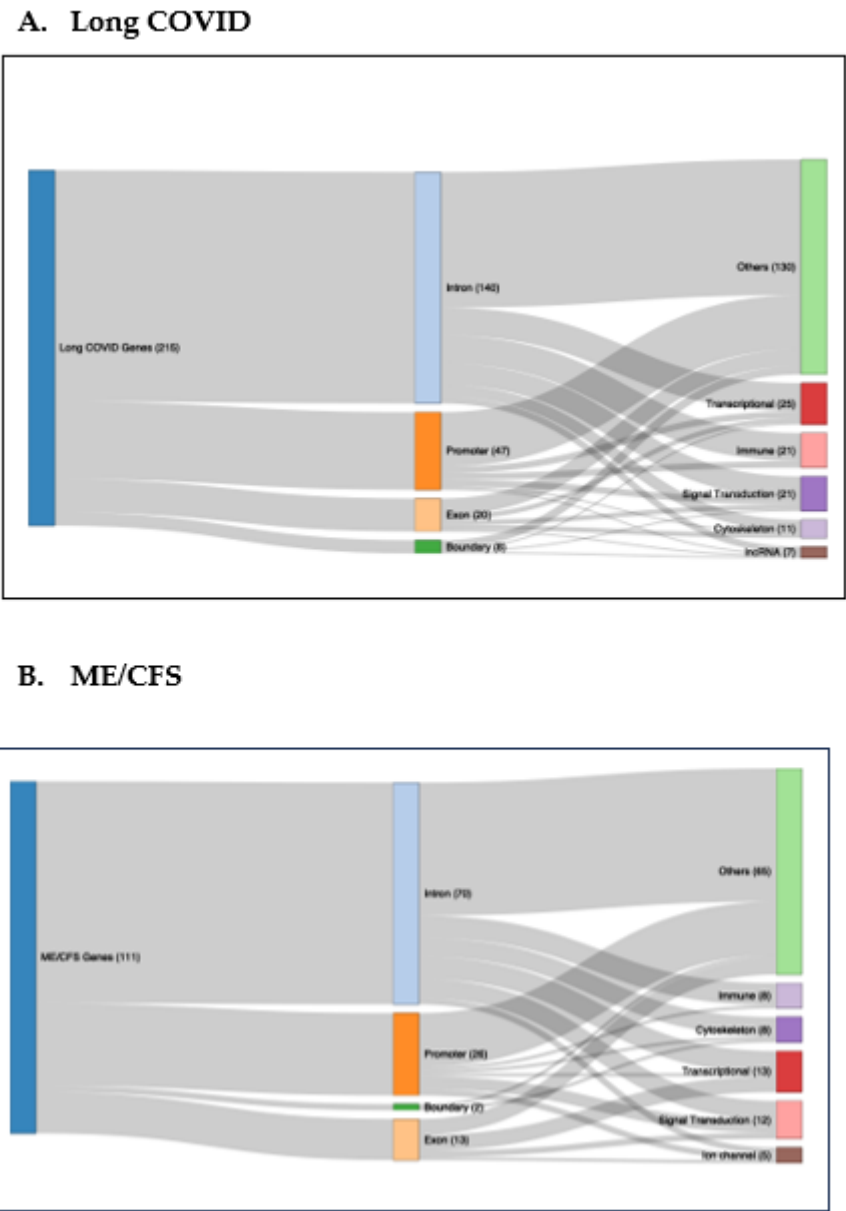 A. Long COVID
Others (130)
Intron (140)
Long COVID Genes (215)
Transcriptional (25)
Promoter (47)
Immune (21)
Signal Transduction (21)
Exon (20)
Cytoskeleton (11)
Boundary (8)
lncRNA (7)
B. ME/CFS
Others (65)
Intron (70)
ME/CFS Genes (111)
Immune (8)
Cytoskeleton (8)
Promoter (26)
Transcriptional (13)
Boundary (2)
Signal Transduction (12)
Exon (13)
Ion channel (5)